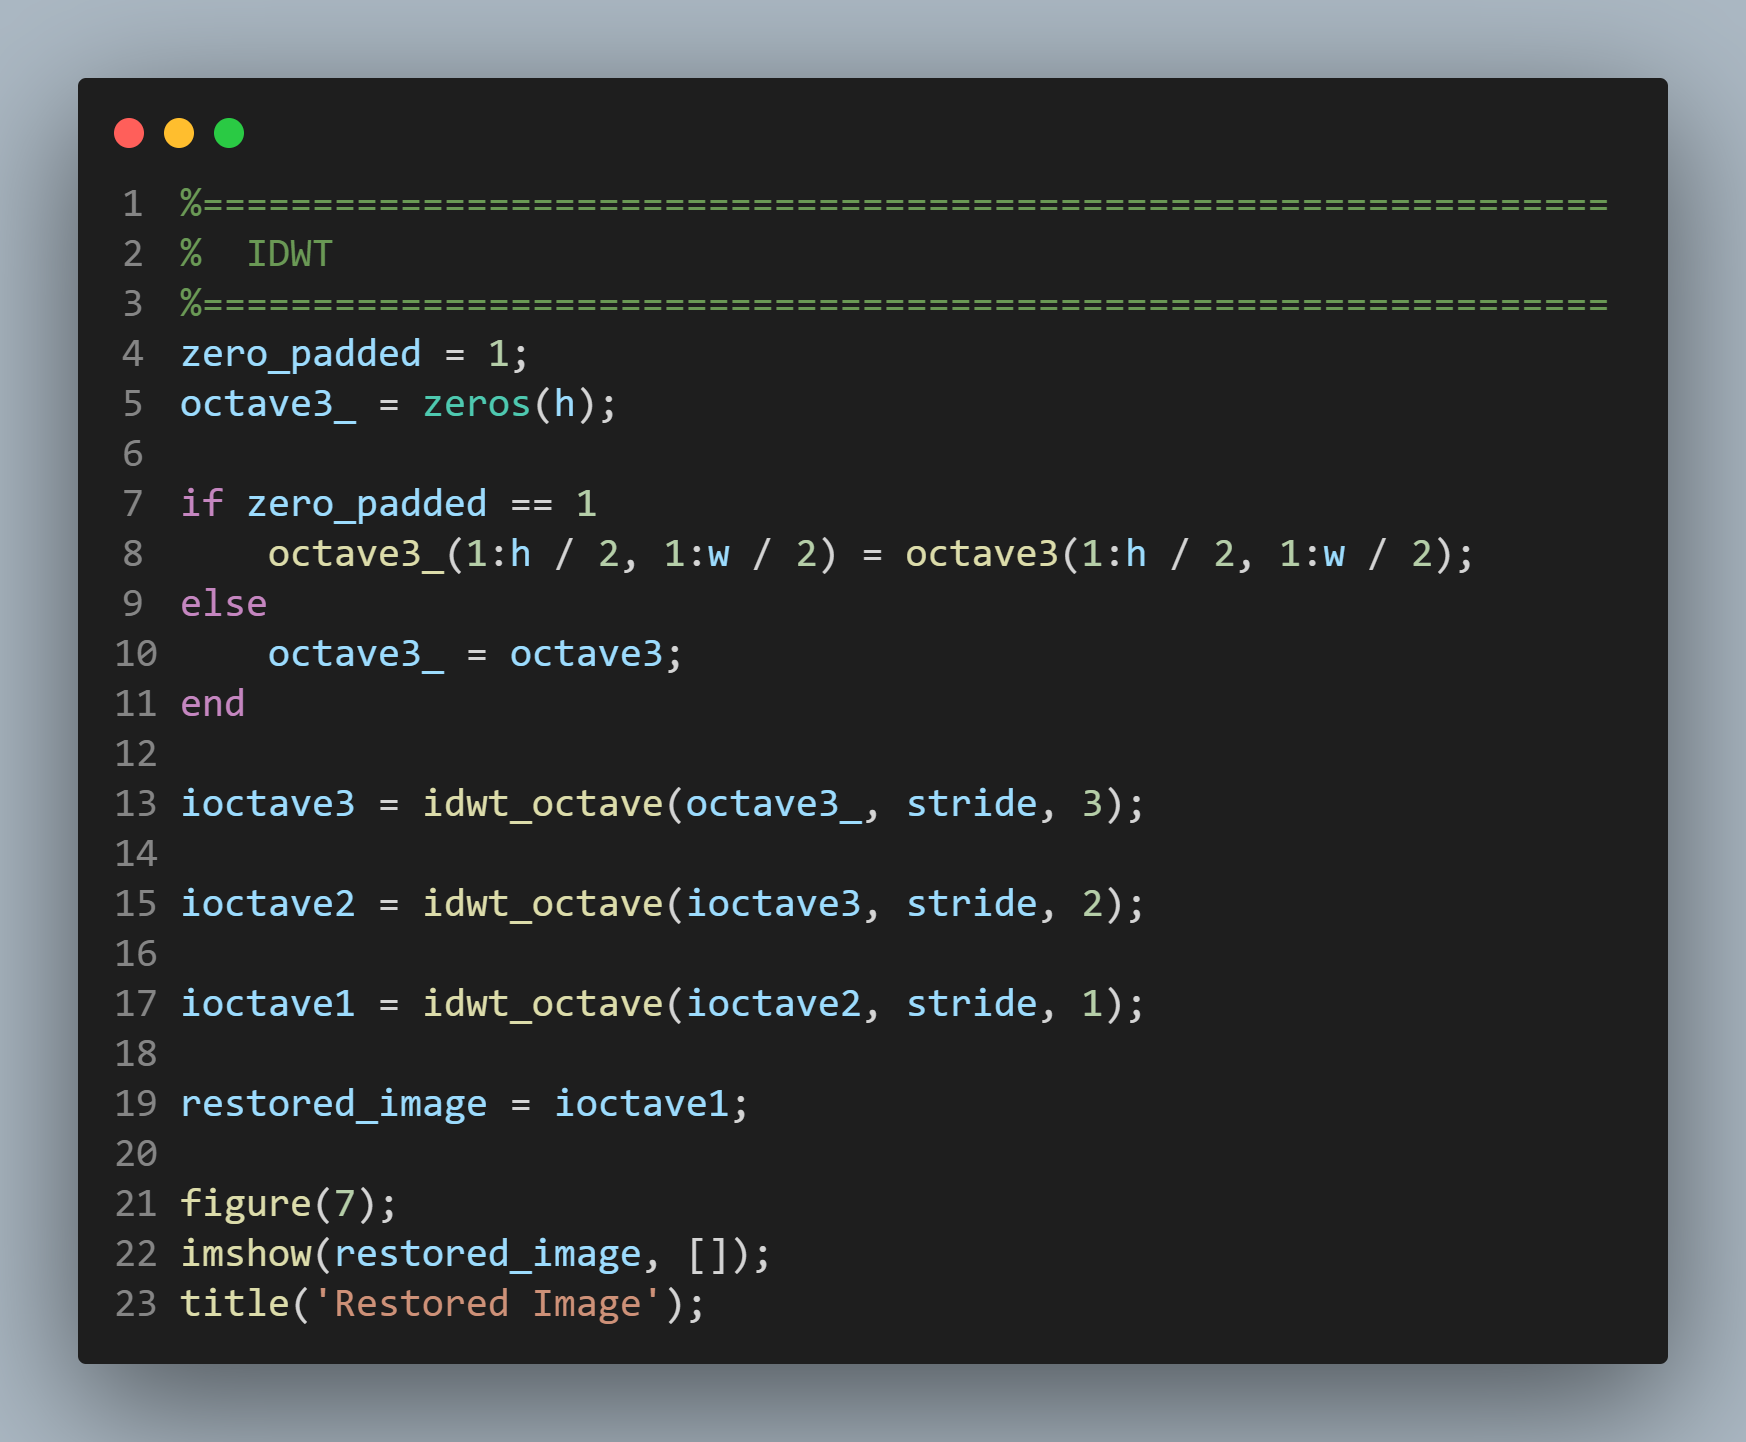 1 %================================================================
2 %  IDWT
3 %================================================================
4 zero_padded = 1;
5 octave3_ = zeros(h);
6
7 if zero_padded == 1
8     octave3_(1:h / 2, 1:w / 2) = octave3(1:h / 2, 1:w / 2);
9 else
10     octave3_ = octave3;
11 end
12
13 ioctave3 = idwt_octave(octave3_, stride, 3);
14
15 ioctave2 = idwt_octave(ioctave3, stride, 2);
16
17 ioctave1 = idwt_octave(ioctave2, stride, 1);
18
19 restored_image = ioctave1;
20
21 figure(7);
22 imshow(restored_image, []);
23 title('Restored Image');